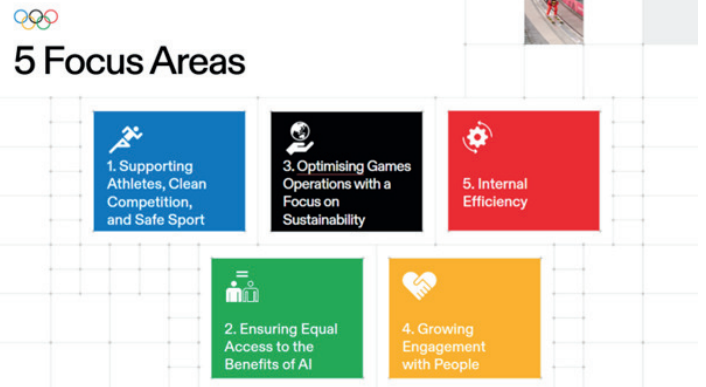 5 Focus Areas
1. Supporting
Athletes, Clean
Competition,
and Safe Sport
3. Optimising Games
Operations with a
Focus on
Sustainability
5. Internal
Efficiency
2. Ensuring Equal
Access to the
Benefits of AI
4. Growing
Engagement
with People